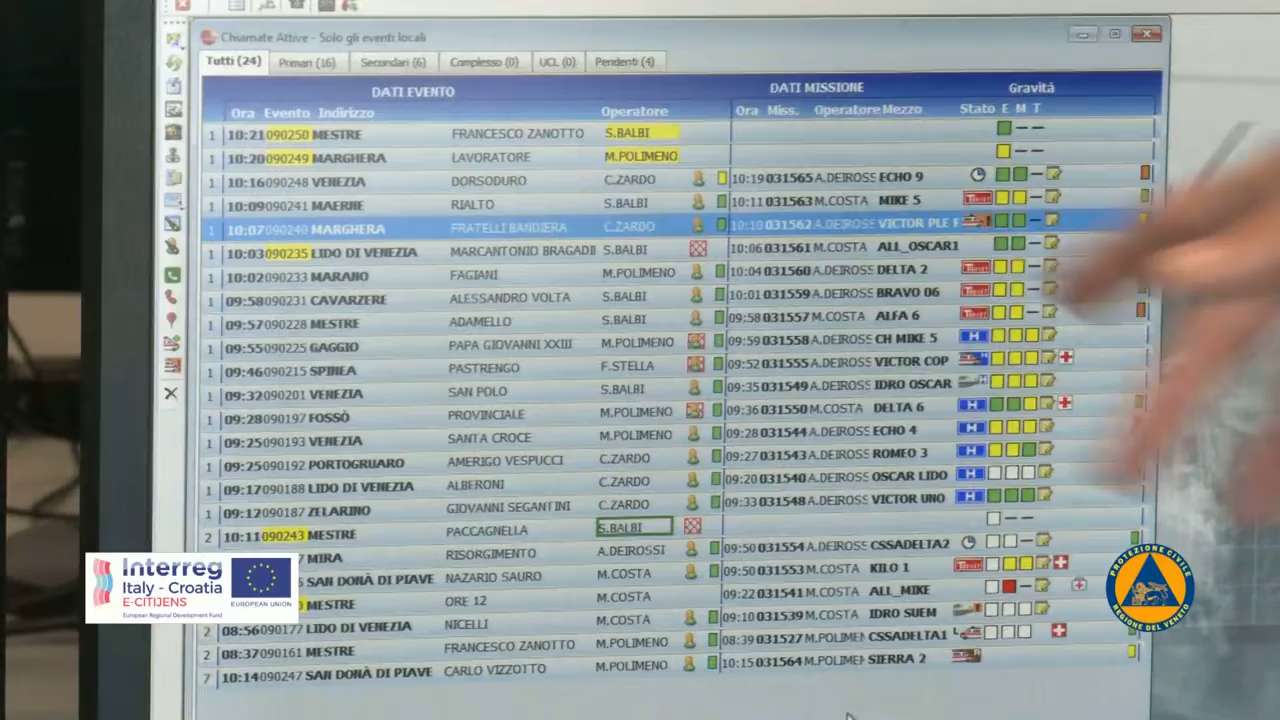 Chiamate Attive - Solo gli eventi locali
Tutti (24) Primari (16) Secondari (6) Complesso (0) UCL (0) Pendenti (4)
DATI EVENTO DATI MISSIONE Gravità
Ora Evento Indirizzo Operatore Ora Miss. Operatore Mezzo Stato E M T
1 10:21 090250 MESTRE FRANCESCO ZANOTTO S.BALBI
1 10:20 090249 MARGHERA LAVORATORE M.POLIMENO
1 10:16 090248 VENEZIA DORSODURO C.ZARDO 10:19 031565 A.DEIROSS ECHO 9
1 10:09 090241 MAERNE RIALTO S.BALBI 10:11 031563 M.COSTA MIKE 5
1 10:07 090240 MARGHERA FRATELLI BANDIERA C.ZARDO 10:10 031562 A.DEIROSS VICTOR PLE
1 10:03 090235 LIDO DI VENEZIA MARCANTONIO BRAGADII S.BALBI 10:06 031561 M.COSTA ALL_OSCAR1
1 10:02 090233 MARANO FAGIANI M.POLIMENO 10:04 031560 A.DEIROSS DELTA 2
1 09:58 090231 CAVARZERE ALESSANDRO VOLTA S.BALBI 10:01 031559 A.DEIROSS BRAVO 06
1 09:57 090228 MESTRE ADAMELLO S.BALBI 09:58 031557 M.COSTA ALFA 6
1 09:55 090225 GAGGIO PAPA GIOVANNI XXIII M.POLIMENO 09:59 031558 A.DEIROSS CH MIKE 5
1 09:46 090215 SPINEA PASTRENGO F.STELLA 09:52 031555 A.DEIROSS VICTOR COP
1 09:32 090201 VENEZIA SAN POLO S.BALBI 09:35 031549 A.DEIROSS IDRO OSCAR
1 09:28 090197 FOSSÒ PROVINCIALE M.POLIMENO 09:36 031550 M.COSTA DELTA 6
1 09:25 090193 VENEZIA SANTA CROCE M.POLIMENO 09:28 031544 A.DEIROSS ECHO 4
1 09:25 090192 PORTOGRUARO AMERIGO VESPUCCI C.ZARDO 09:27 031543 A.DEIROSS ROMEO 3
1 09:17 090188 LIDO DI VENEZIA ALBERONI C.ZARDO 09:20 031540 A.DEIROSS OSCAR LIDO
1 09:12 090187 ZELARINO GIOVANNI SEGANTINI C.ZARDO 09:33 031548 A.DEIROSS VICTOR UNO
2 10:11 090243 MESTRE PACCAGNELLA S.BALBI
7 MIRA RISORGIMENTO A.DEIROSSI 09:50 031554 A.DEIROSS CSSADELTA2
SAN DONÀ DI PIAVE NAZARIO SAURO M.COSTA 09:50 031553 M.COSTA KILO 1
MESTRE ORE 12 M.COSTA 09:22 031541 M.COSTA ALL_MIKE
2 08:56 090177 LIDO DI VENEZIA NICELLI M.COSTA 09:10 031539 M.COSTA IDRO SUEM
2 08:37 090161 MESTRE FRANCESCO ZANOTTO M.POLIMENO 08:39 031527 M.POLIMEN CSSADELTA1
7 10:14 090247 SAN DONÀ DI PIAVE CARLO VIZZOTTO M.POLIMENO 10:15 031564 M.POLIMEN SIERRA 2
Interreg
Italy - Croatia
E-CITIJENS
European Regional Development Fund
EUROPEAN UNION
PROTEZIONE CIVILE
REGIONE DEL VENETO